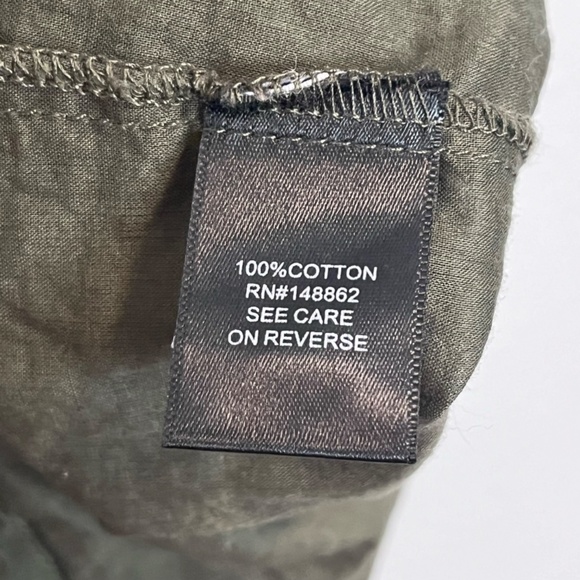 100%COTTON
RN#148862
SEE CARE
ON REVERSE